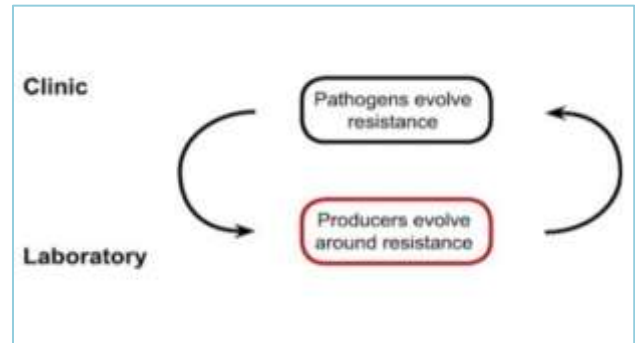 Clinic
Pathogens evolve
resistance
Producers evolve
around resistance
Laboratory